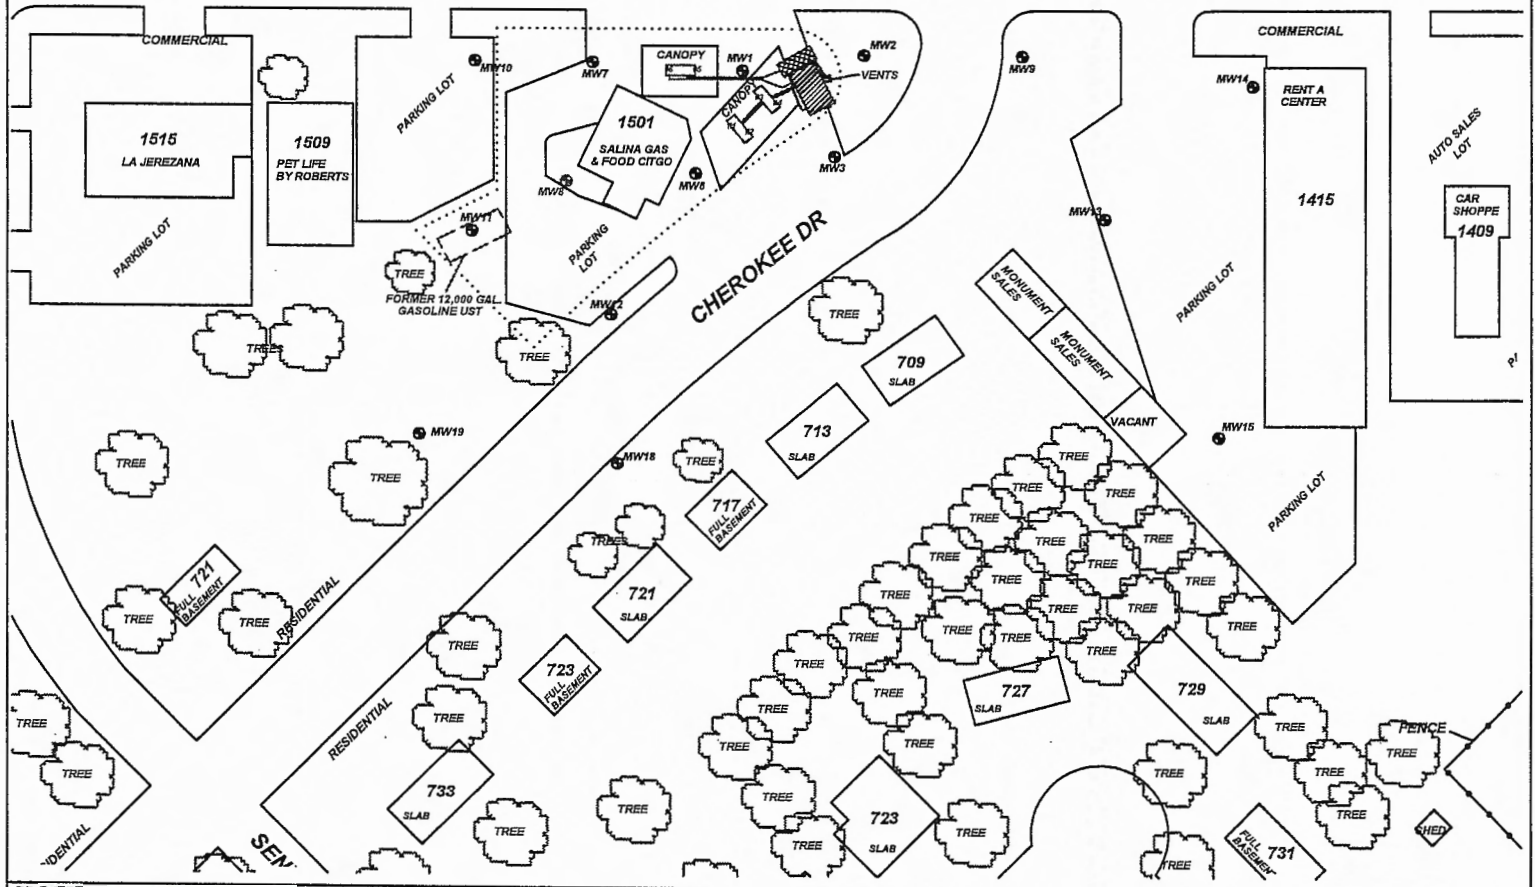 COMMERCIAL
COMMERCIAL
MW10
MW7
CANOPY
MW1
MW2
VENTS
MW9
MW14
RENT A
CENTER
PARKING LOT
CANOPY
AUTO SALES
LOT
1515
LA JEREZANA
1509
PET LIFE
BY ROBERTS
1501
SALINA GAS
& FOOD CITGO
MW3
MW8
MW6
1415
CAR
SHOPPE
1409
MW11
MW13
PARKING LOT
PARKING
LOT
CHEROKEE DR
TREE
FORMER 12,000 GAL
GASOLINE UST
MW12
MONUMENT
SALES
PARKING LOT
TREES
TREE
TREE
MONUMENT
SALES
709
SLAB
713
SLAB
VACANT
MW15
MW19
MW18
TREE
TREE
TREE
TREE
TREE
TREE
PARKING LOT
717
FULL
BASEMENT
TREES
TREE
TREE
TREE
TREE
TREE
TREE
TREE
721
FULL
BASEMENT
721
SLAB
TREE
TREE
TREE
TREE
RESIDENTIAL
TREE
TREE
TREE
TREE
TREE
TREE
TREE
TREE
723
FULL
BASEMENT
TREE
727
SLAB
729
SLAB
TREE
RESIDENTIAL
TREE
TREE
TREE
TREE
TREE
TREE
FENCE
TREE
TREE
TREE
TREE
733
SLAB
TREE
TREE
TREE
TREE
723
SLAB
TREE
TREE
SHED
IDENTIAL
SEN
TREE
FULL
BASEMENT
731